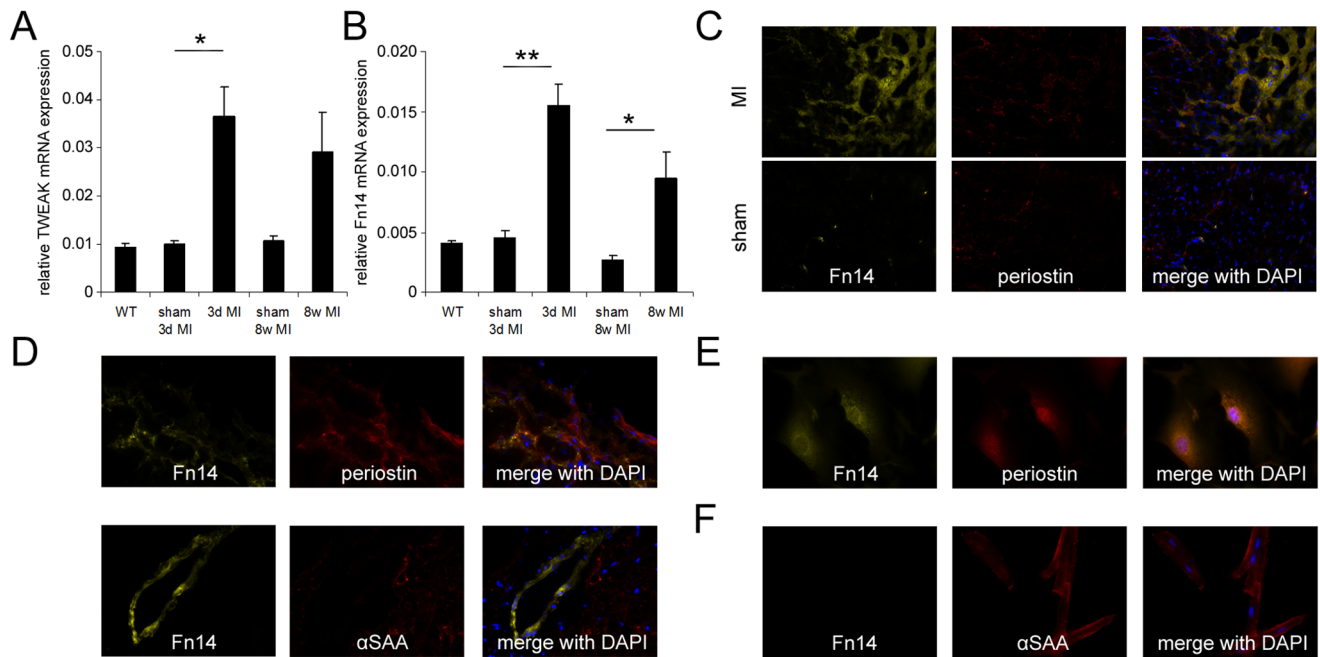 A
relative TWEAK mRNA expression
0.05
0.04
0.03
0.02
0.01
0
*
WT
sham 3d MI
3d MI
sham 8w MI
8w MI
B
relative Fn14 mRNA expression
0.020
0.015
0.010
0.005
0
**
*
WT
sham 3d MI
3d MI
sham 8w MI
8w MI
C
MI
sham
Fn14
periostin
merge with DAPI
D
Fn14
periostin
merge with DAPI
Fn14
αSAA
merge with DAPI
E
Fn14
periostin
merge with DAPI
F
Fn14
αSAA
merge with DAPI